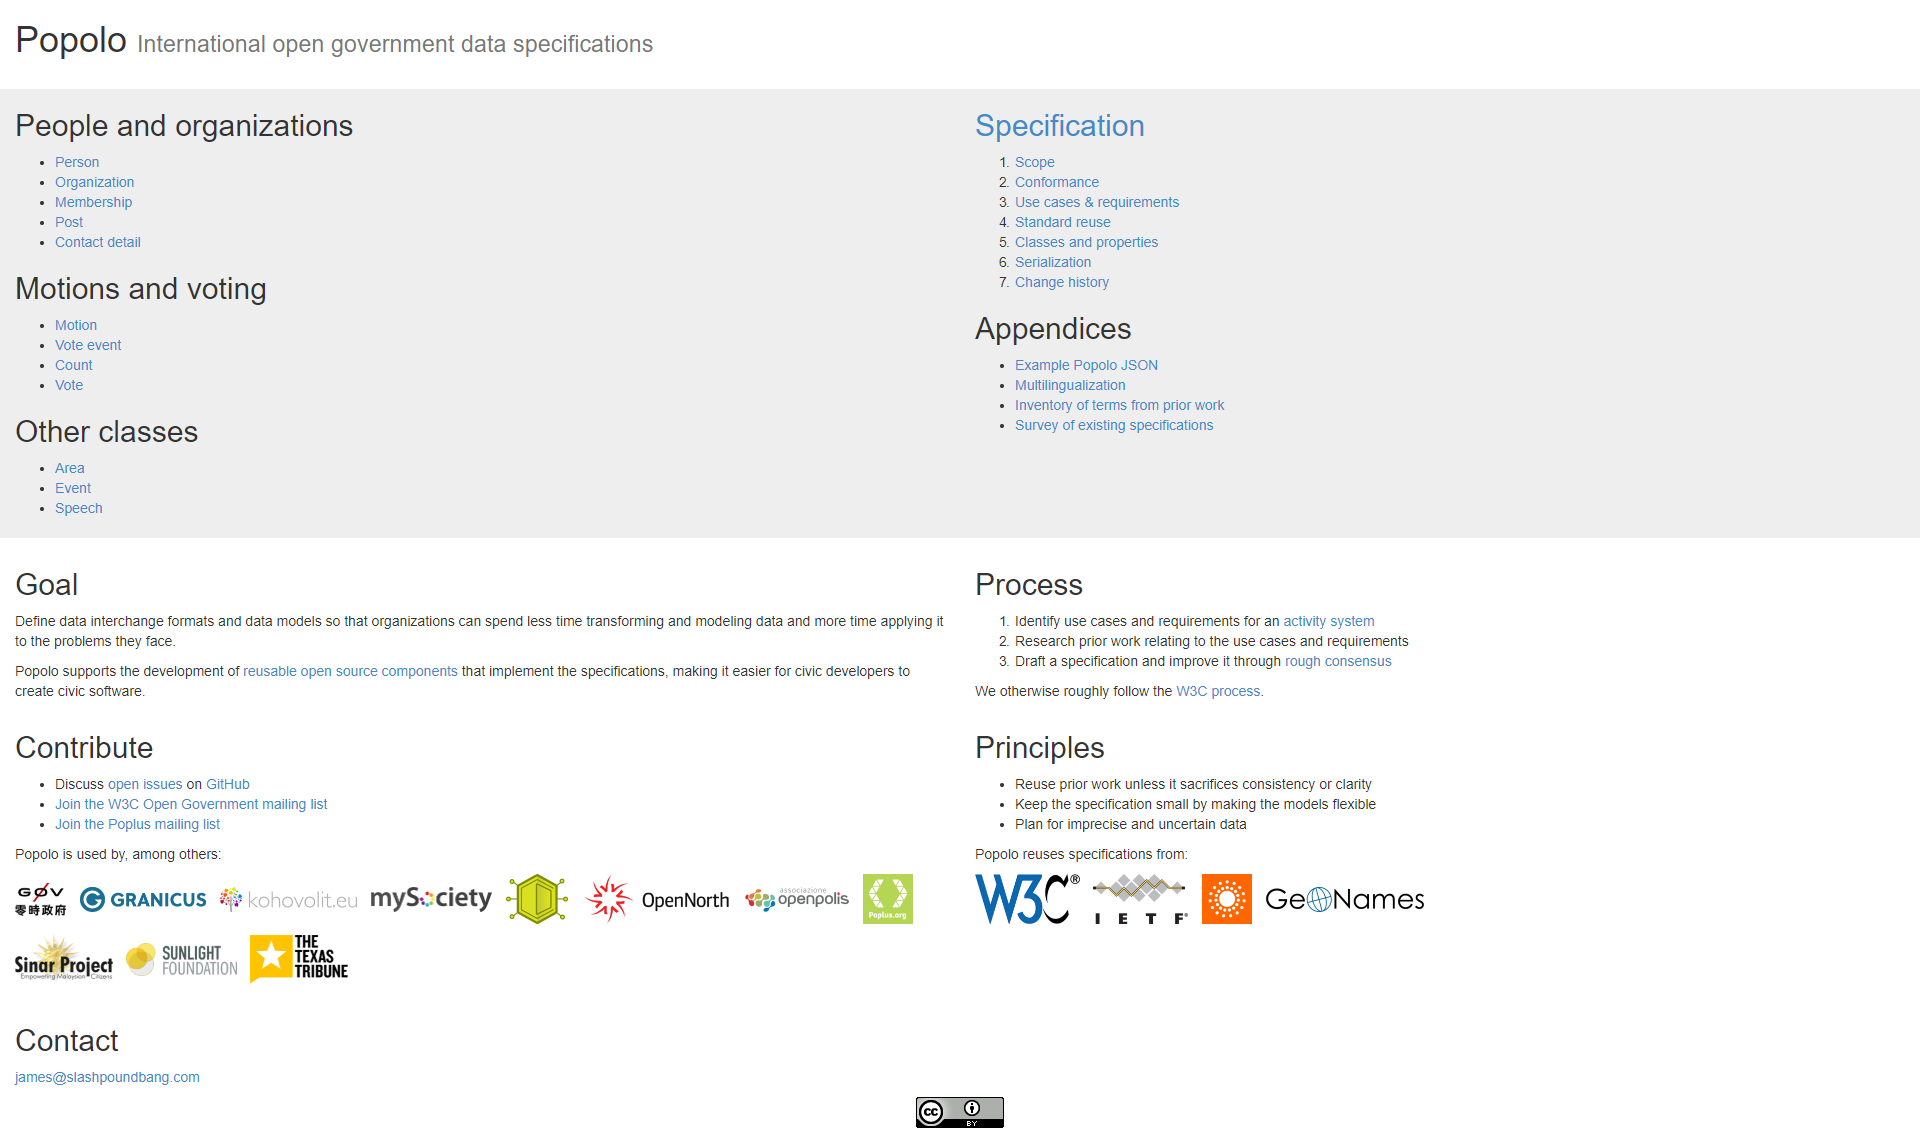 Popolo International open government data specifications
People and organizations
• Person
• Organization
• Membership
• Post
• Contact detail
Motions and voting
• Motion
• Vote event
• Count
• Vote
Other classes
• Area
• Event
• Speech
Specification
1. Scope
2. Conformance
3. Use cases & requirements
4. Standard reuse
5. Classes and properties
6. Serialization
7. Change history
Appendices
• Example Popolo JSON
• Multilingualization
• Inventory of terms from prior work
• Survey of existing specifications
Goal
Define data interchange formats and data models so that organizations can spend less time transforming and modeling data and more time applying it
to the problems they face.
Popolo supports the development of reusable open source components that implement the specifications, making it easier for civic developers to
create civic software.
Process
1. Identify use cases and requirements for an activity system
2. Research prior work relating to the use cases and requirements
3. Draft a specification and improve it through rough consensus
We otherwise roughly follow the W3C process.
Contribute
• Discuss open issues on GitHub
• Join the W3C Open Government mailing list
• Join the Poplus mailing list
Popolo is used by, among others:
GØV
零時政府
GRANICUS
kohovolit.eu
mySociety
OpenNorth
associazione
openpolis
Poplus.org
Sinar Project
Empowering Malaysian Citizens
SUNLIGHT
FOUNDATION
THE
TEXAS
TRIBUNE
Principles
• Reuse prior work unless it sacrifices consistency or clarity
• Keep the specification small by making the models flexible
• Plan for imprecise and uncertain data
Popolo reuses specifications from:
W3C®
IETF®
GeoNames
Contact
james@slashpoundbang.com
cc
BY